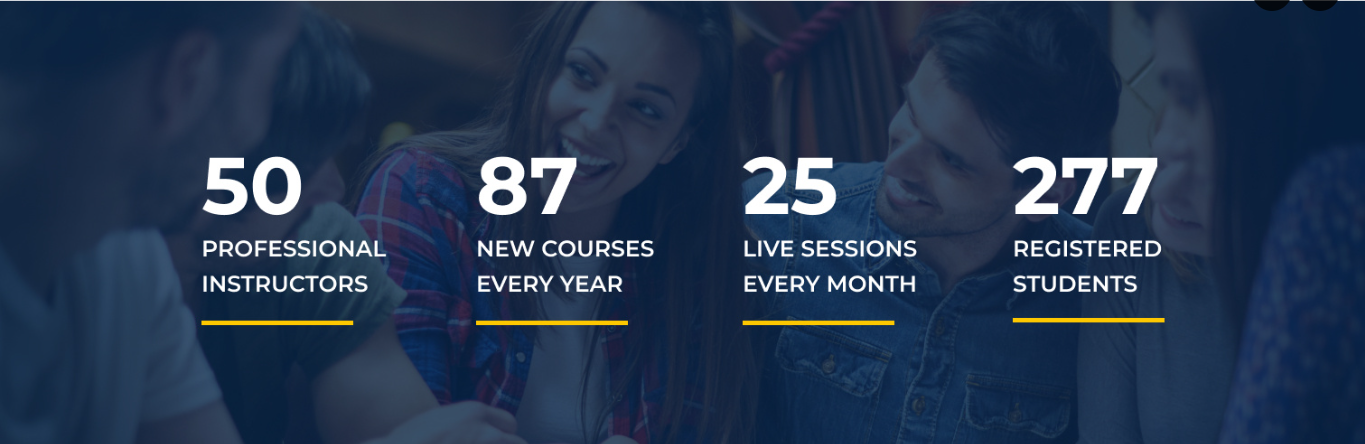 50
PROFESSIONAL
INSTRUCTORS
87
NEW COURSES
EVERY YEAR
25
LIVE SESSIONS
EVERY MONTH
277
REGISTERED
STUDENTS